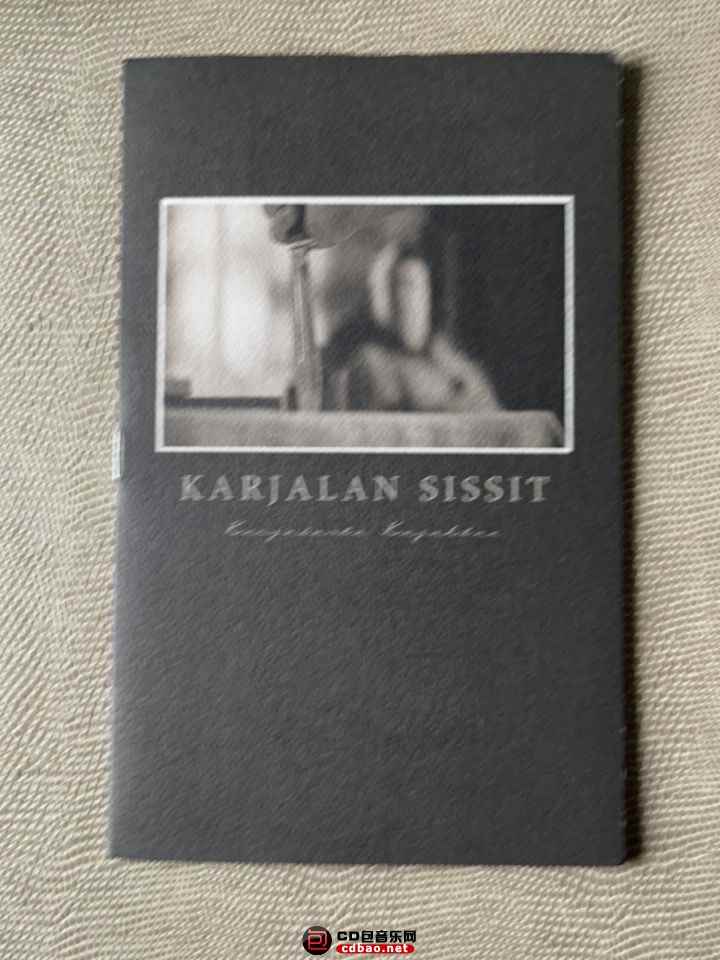 KARJALAN SISSIT
CD包音乐网
cdbao.net